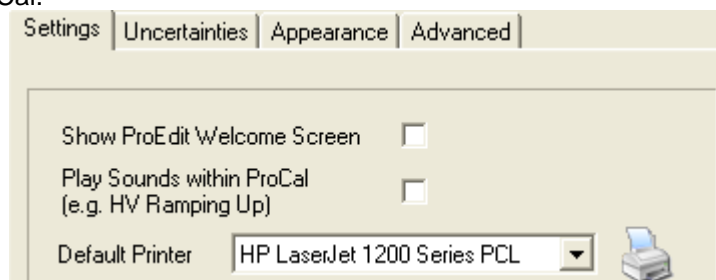 Cal.
Settings Uncertainties Appearance Advanced
Show ProEdit Welcome Screen
Play Sounds within ProCal
(e.g. HV Ramping Up)
Default Printer HP LaserJet 1200 Series PCL